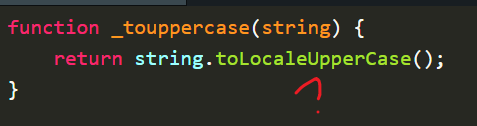 function _touppercase(string) {
    return string.toLocaleUpperCase();
}